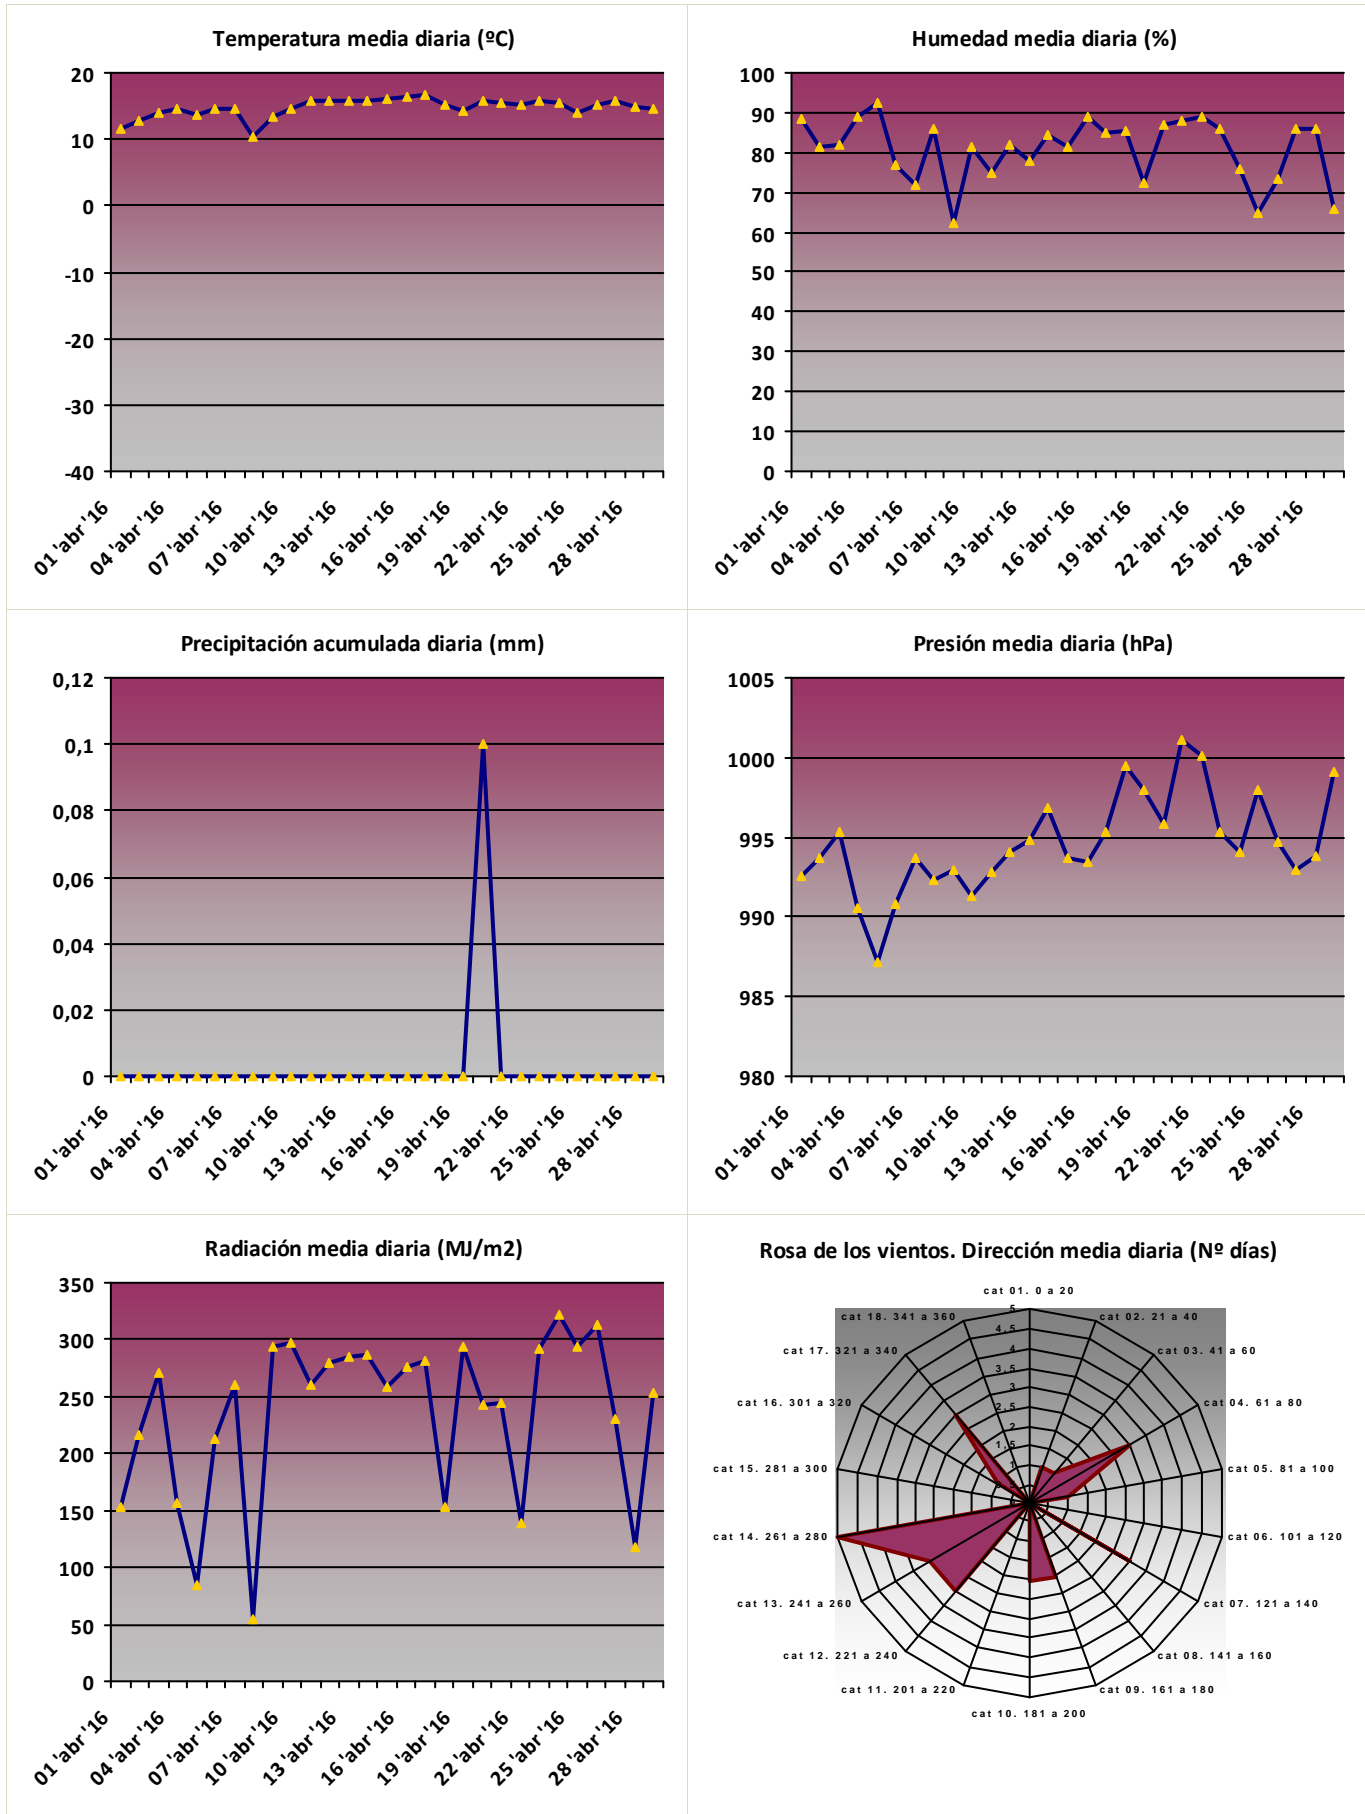 Temperatura media diaria (ºC)
20
10
0
-10
-20
-30
-40
01 'abr '16
04 'abr '16
07 'abr '16
10 'abr '16
13 'abr '16
16 'abr '16
19 'abr '16
22 'abr '16
25 'abr '16
28 'abr '16
Humedad media diaria (%)
100
90
80
70
60
50
40
30
20
10
0
01 'abr '16
04 'abr '16
07 'abr '16
10 'abr '16
13 'abr '16
16 'abr '16
19 'abr '16
22 'abr '16
25 'abr '16
28 'abr '16
Precipitación acumulada diaria (mm)
0,12
0,1
0,08
0,06
0,04
0,02
0
01 'abr '16
04 'abr '16
07 'abr '16
10 'abr '16
13 'abr '16
16 'abr '16
19 'abr '16
22 'abr '16
25 'abr '16
28 'abr '16
Presión media diaria (hPa)
1005
1000
995
990
985
980
01 'abr '16
04 'abr '16
07 'abr '16
10 'abr '16
13 'abr '16
16 'abr '16
19 'abr '16
22 'abr '16
25 'abr '16
28 'abr '16
Radiación media diaria (MJ/m2)
350
300
250
200
150
100
50
0
01 'abr '16
04 'abr '16
07 'abr '16
10 'abr '16
13 'abr '16
16 'abr '16
19 'abr '16
22 'abr '16
25 'abr '16
28 'abr '16
Rosa de los vientos. Dirección media diaria (Nº días)
cat 01. 0 a 20
cat 02. 21 a 40
cat 03. 41 a 60
cat 04. 61 a 80
cat 05. 81 a 100
cat 06. 101 a 120
cat 07. 121 a 140
cat 08. 141 a 160
cat 09. 161 a 180
cat 10. 181 a 200
cat 11. 201 a 220
cat 12. 221 a 240
cat 13. 241 a 260
cat 14. 261 a 280
cat 15. 281 a 300
cat 16. 301 a 320
cat 17. 321 a 340
cat 18. 341 a 360
5
4,5
4
3,5
3
2,5
2
1,5
1